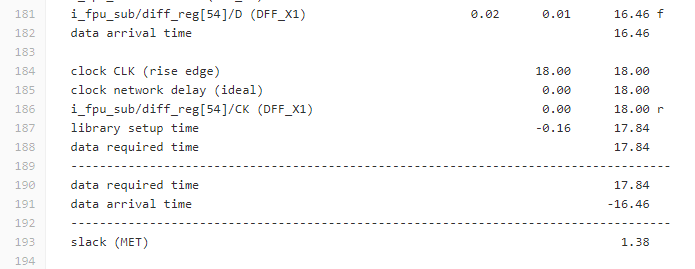 181 i_fpu_sub/diff_reg[54]/D (DFF_X1) 0.02 0.01 16.46 f
182 data arrival time 16.46
183
184 clock CLK (rise edge) 18.00 18.00
185 clock network delay (ideal) 0.00 18.00
186 i_fpu_sub/diff_reg[54]/CK (DFF_X1) 0.00 18.00 r
187 library setup time -0.16 17.84
188 data required time 17.84
189 --------------------------------------------------------------------------
190 data required time 17.84
191 data arrival time -16.46
192 --------------------------------------------------------------------------
193 slack (MET) 1.38
194